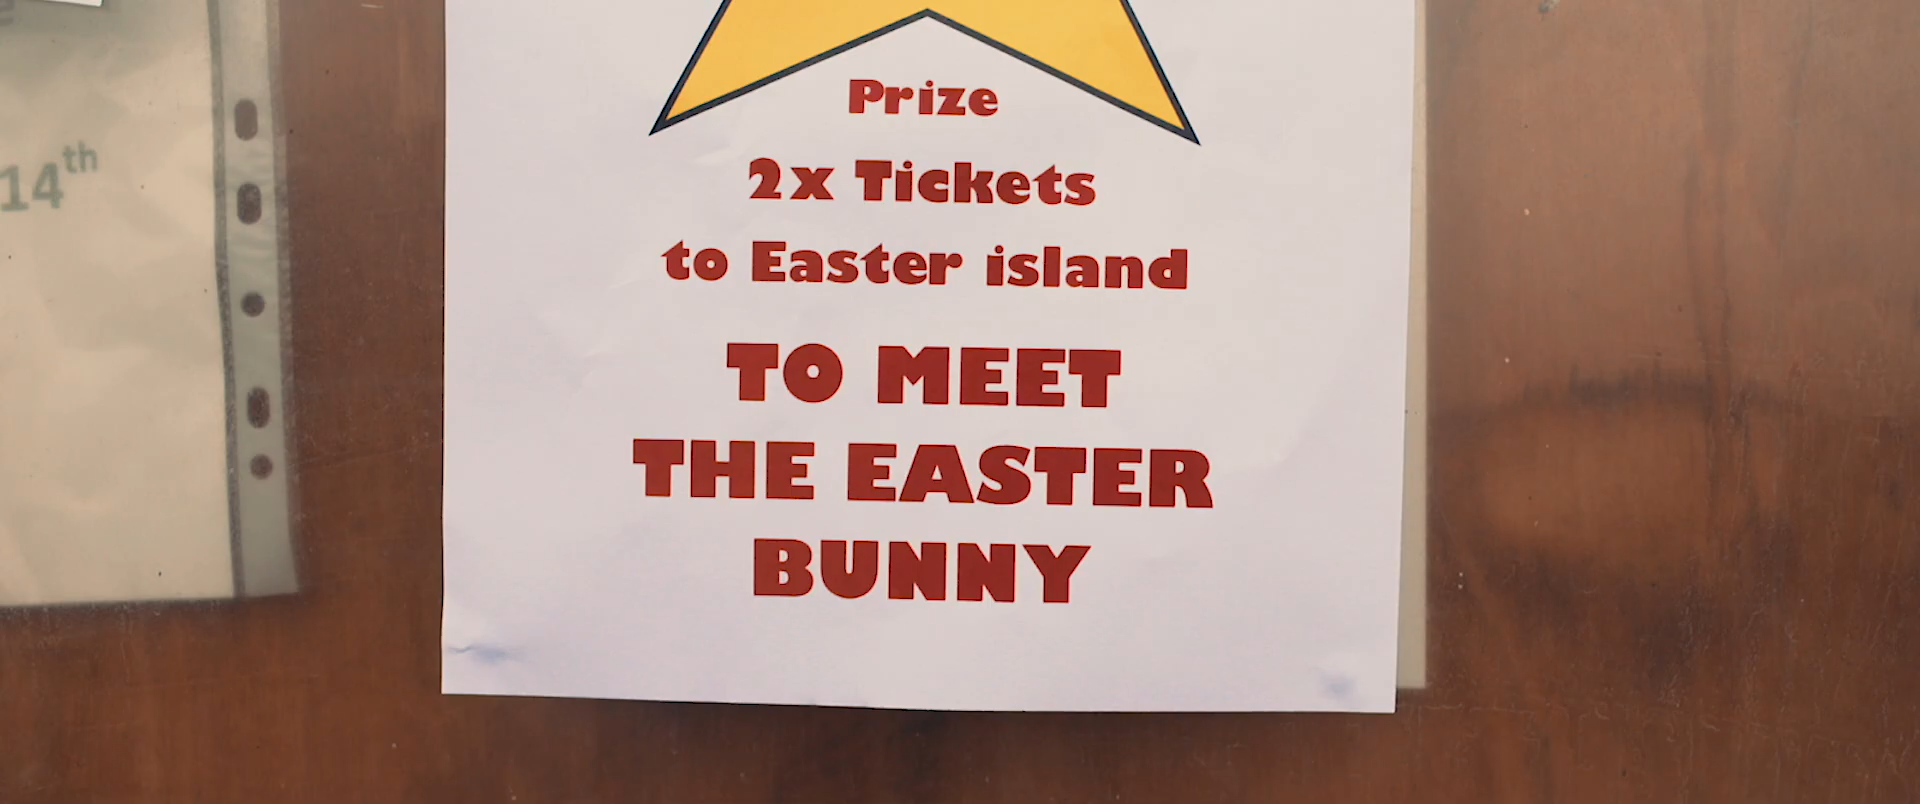 14th
Prize
2x Tickets
to Easter island
TO MEET
THE EASTER
BUNNY